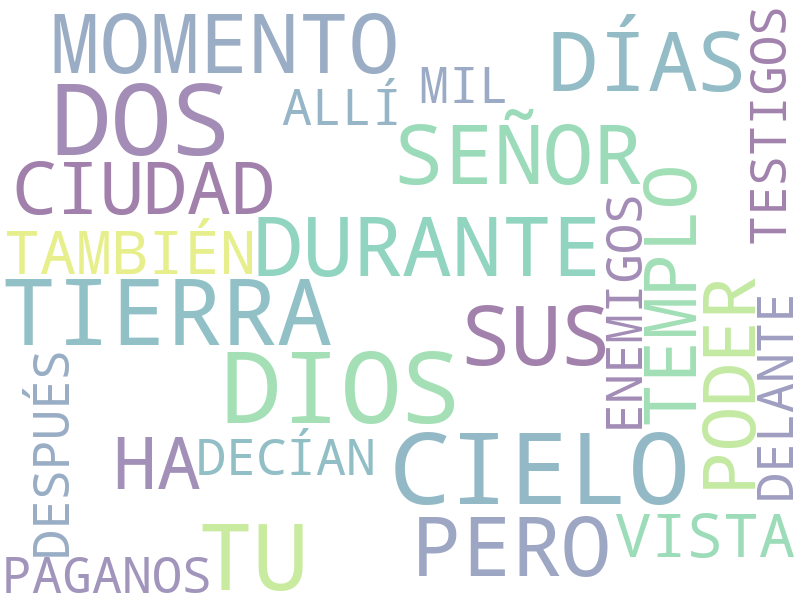 MOMENTO
DÍAS
TESTIGOS
MIL
DOS
ALLÍ
SEÑOR
CIUDAD
TEMPLO
ENEMIGOS
DURANTE
TAMBIÉN
TIERRA
SUS
PODER
DELANTE
DIOS
DESPUÉS
HA
DECÍAN
CIELO
PERO
VISTA
TU
PAGANOS